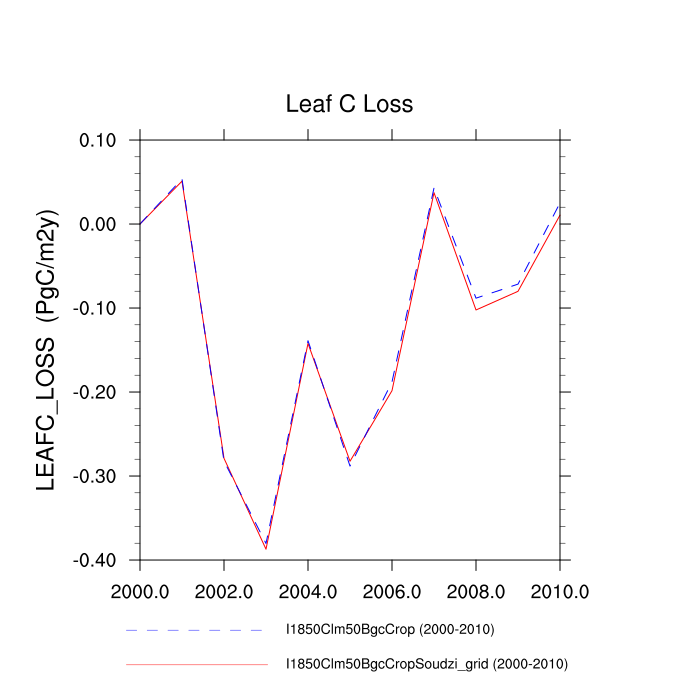 Leaf C Loss
LEAFC_LOSS (PgC/m2y)
0.10
0.00
-0.10
-0.20
-0.30
-0.40
2000.0 2002.0 2004.0 2006.0 2008.0 2010.0
I1850Clm50BgcCrop (2000-2010)
I1850Clm50BgcCropSoudzi_grid (2000-2010)